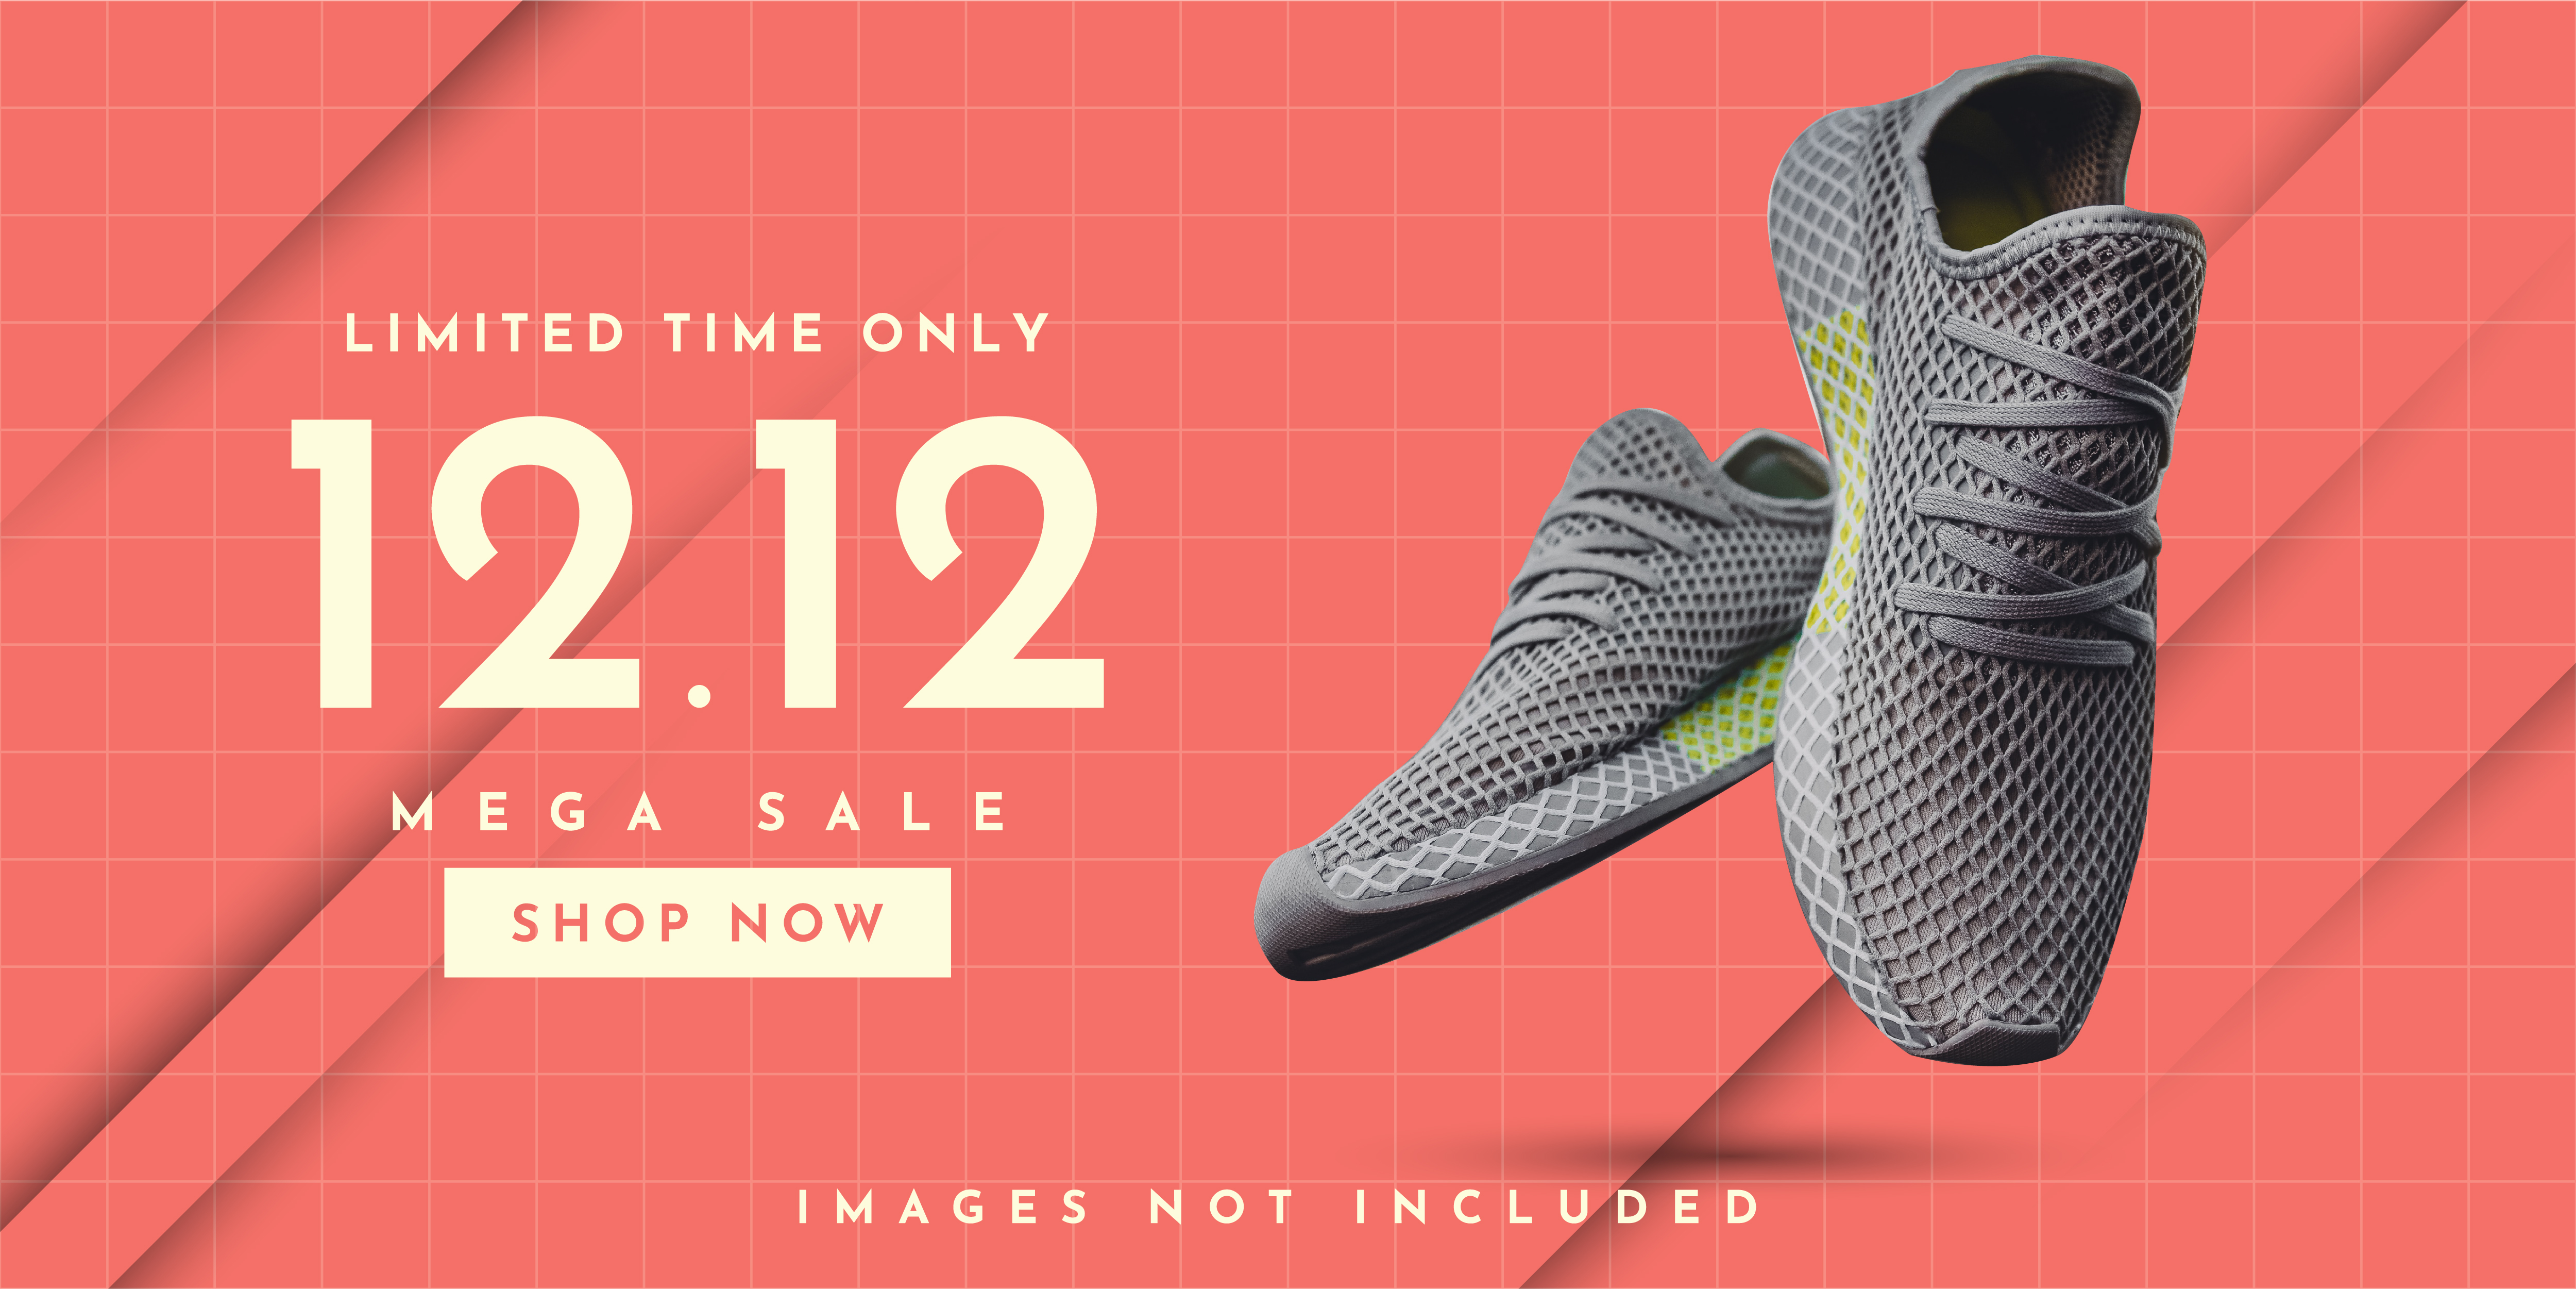 LIMITED TIME ONLY
12.12
MEGA SALE
SHOP NOW
IMAGES NOT INCLUDED